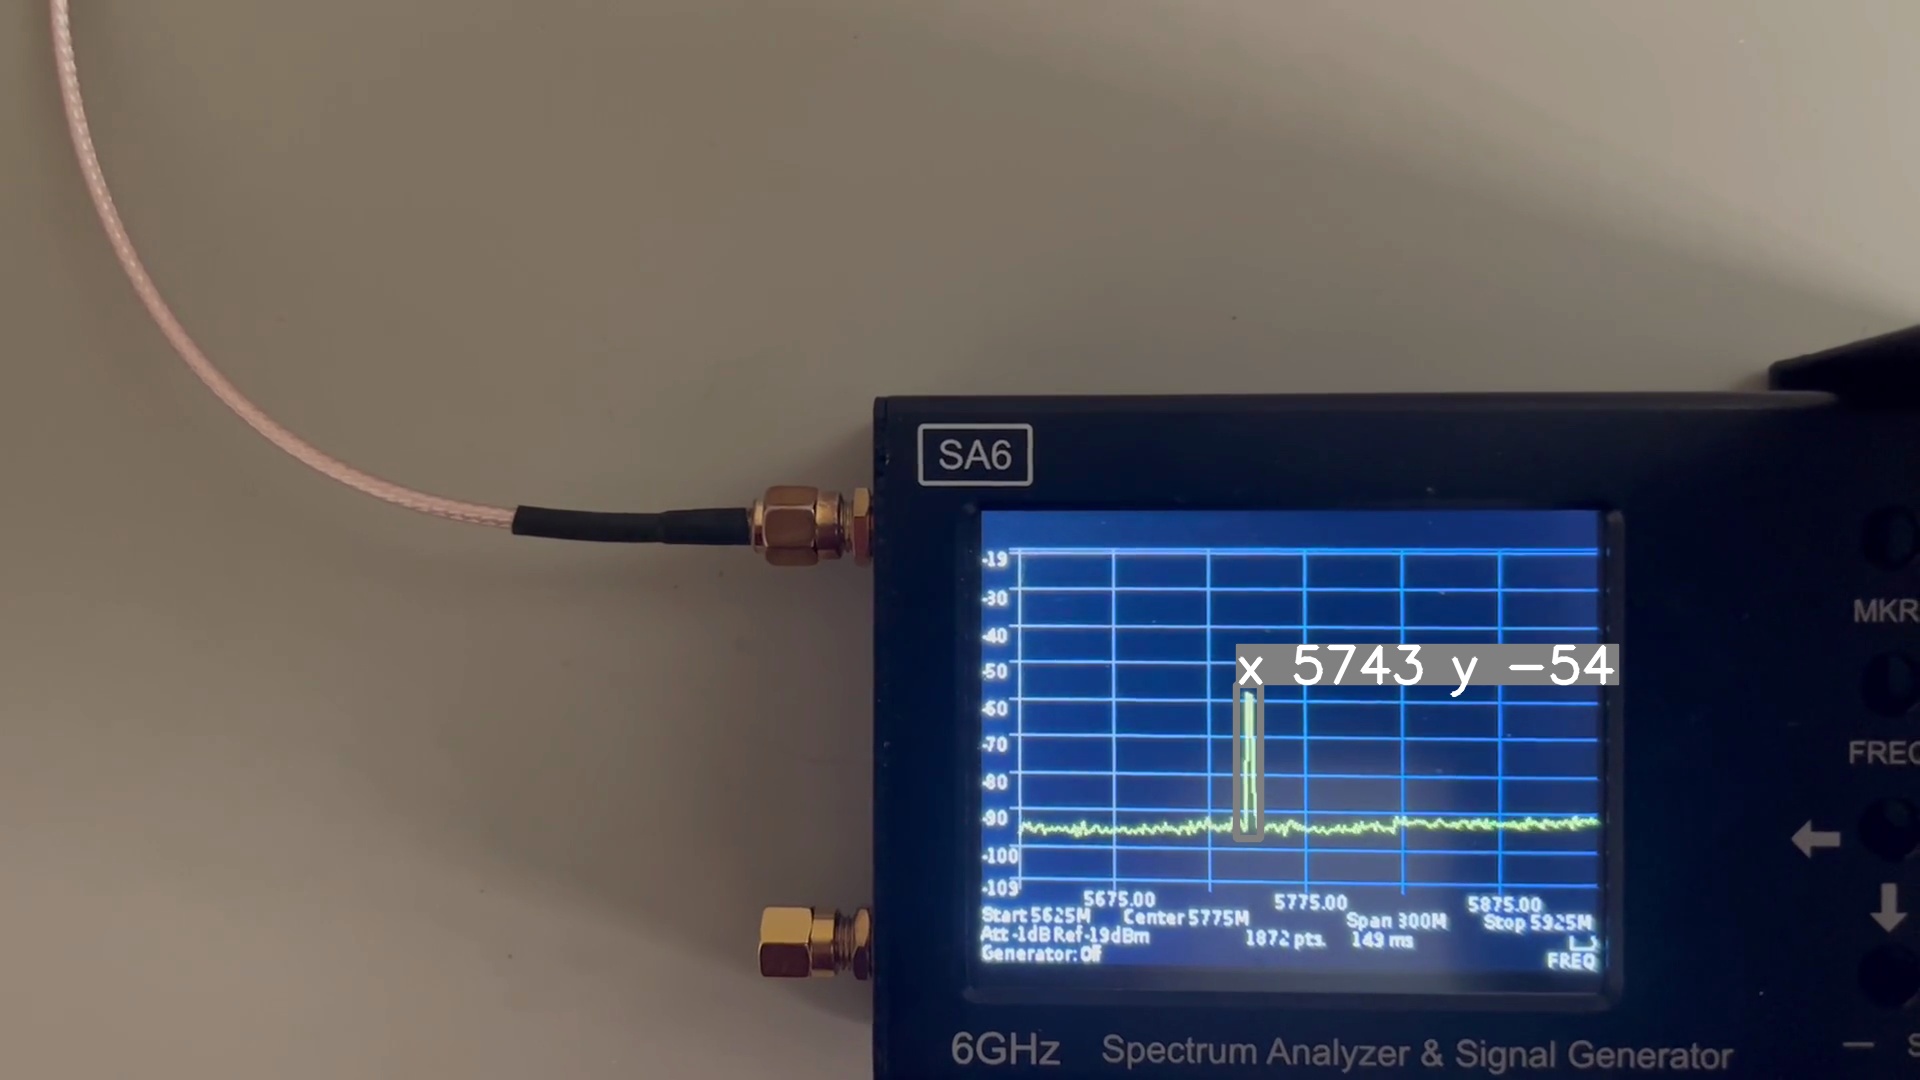 SA6
-19
-30
-40
x 5743 y -54
-50
-60
-70
-80
-90
-100
-109
5675.00 5775.00 5875.00
Start 5625M Center 5775M Span 300M Stop 5925M
Att -1dB Ref -19dBm 1872 pts. 149 ms
Generator: Off
FREQ
MKR
FREQ
6GHz Spectrum Analyzer & Signal Generator